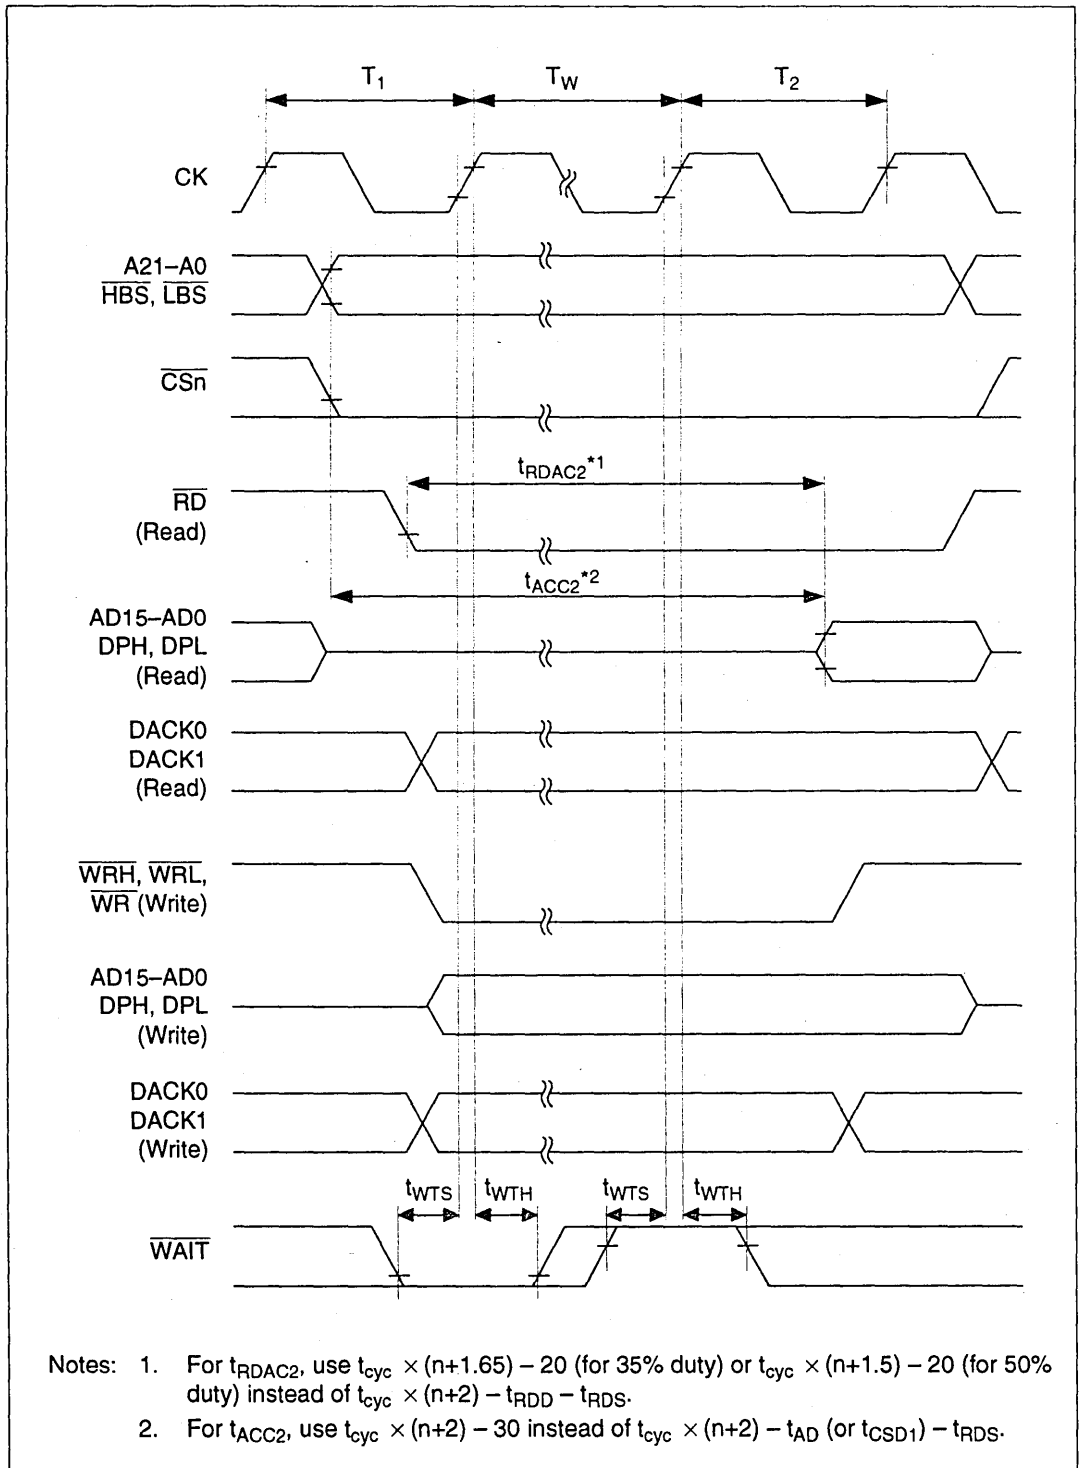 T1 TW T2
CK
A21–A0
HBS, LBS
CSn
tRDAC2*1
RD
(Read)
tACC2*2
AD15–AD0
DPH, DPL
(Read)
DACK0
DACK1
(Read)
WRH, WRL,
WR (Write)
AD15–AD0
DPH, DPL
(Write)
DACK0
DACK1
(Write)
tWTS tWTH tWTS tWTH
WAIT
Notes: 1. For tRDAC2, use tcyc × (n+1.65) – 20 (for 35% duty) or tcyc × (n+1.5) – 20 (for 50%
duty) instead of tcyc × (n+2) – tRDD – tRDS.
2. For tACC2, use tcyc × (n+2) – 30 instead of tcyc × (n+2) – tAD (or tCSD1) – tRDS.